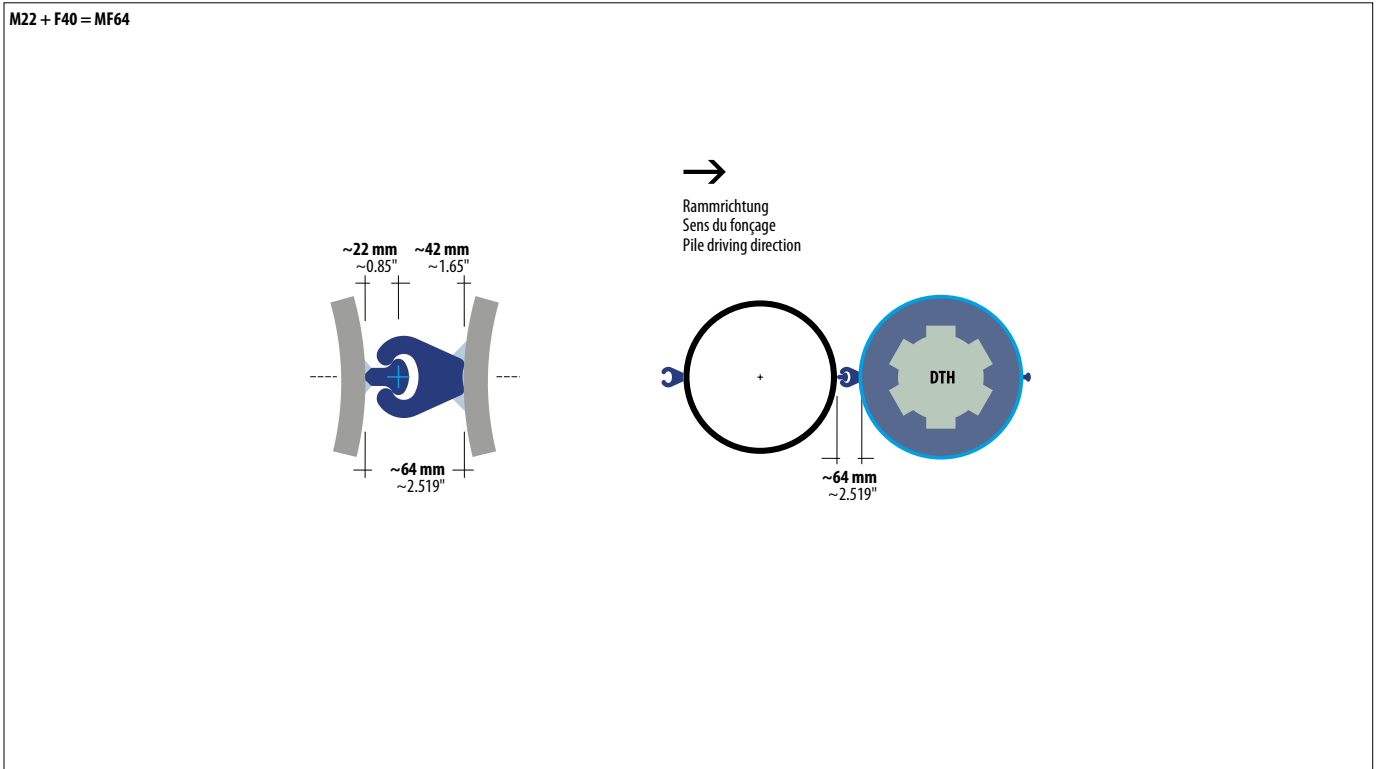 M22 + F40 = MF64
Rammrichtung
Sens du fonçage
Pile driving direction
~22 mm
~0.85"
~42 mm
~1.65"
~64 mm
~2.519"
DTH
~64 mm
~2.519"